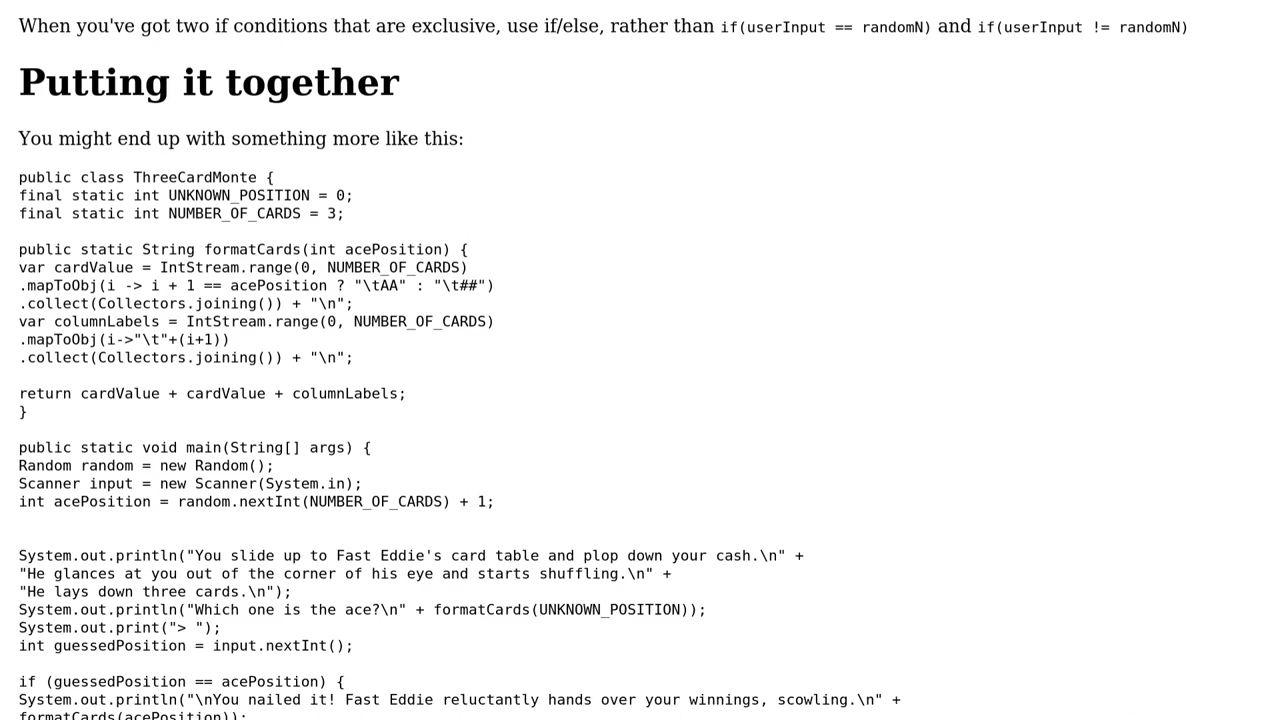 When you've got two if conditions that are exclusive, use if/else, rather than if(userInput == randomN) and if(userInput != randomN)
Putting it together
You might end up with something more like this:
public class ThreeCardMonte {
final static int UNKNOWN_POSITION = 0;
final static int NUMBER_OF_CARDS = 3;
public static String formatCards(int acePosition) {
var cardValue = IntStream.range(0, NUMBER_OF_CARDS)
.mapToObj(i -> i + 1 == acePosition ? "\tAA" : "\t##")
.collect(Collectors.joining()) + "\n";
var columnLabels = IntStream.range(0, NUMBER_OF_CARDS)
.mapToObj(i->"\t"+(i+1))
.collect(Collectors.joining()) + "\n";
return cardValue + cardValue + columnLabels;
}
public static void main(String[] args) {
Random random = new Random();
Scanner input = new Scanner(System.in);
int acePosition = random.nextInt(NUMBER_OF_CARDS) + 1;
System.out.println("You slide up to Fast Eddie's card table and plop down your cash.\n" +
"He glances at you out of the corner of his eye and starts shuffling.\n" +
"He lays down three cards.\n");
System.out.println("Which one is the ace?\n" + formatCards(UNKNOWN_POSITION));
System.out.print("> ");
int guessedPosition = input.nextInt();
if (guessedPosition == acePosition) {
System.out.println("\nYou nailed it! Fast Eddie reluctantly hands over your winnings, scowling.\n" +
formatCards(acePosition));